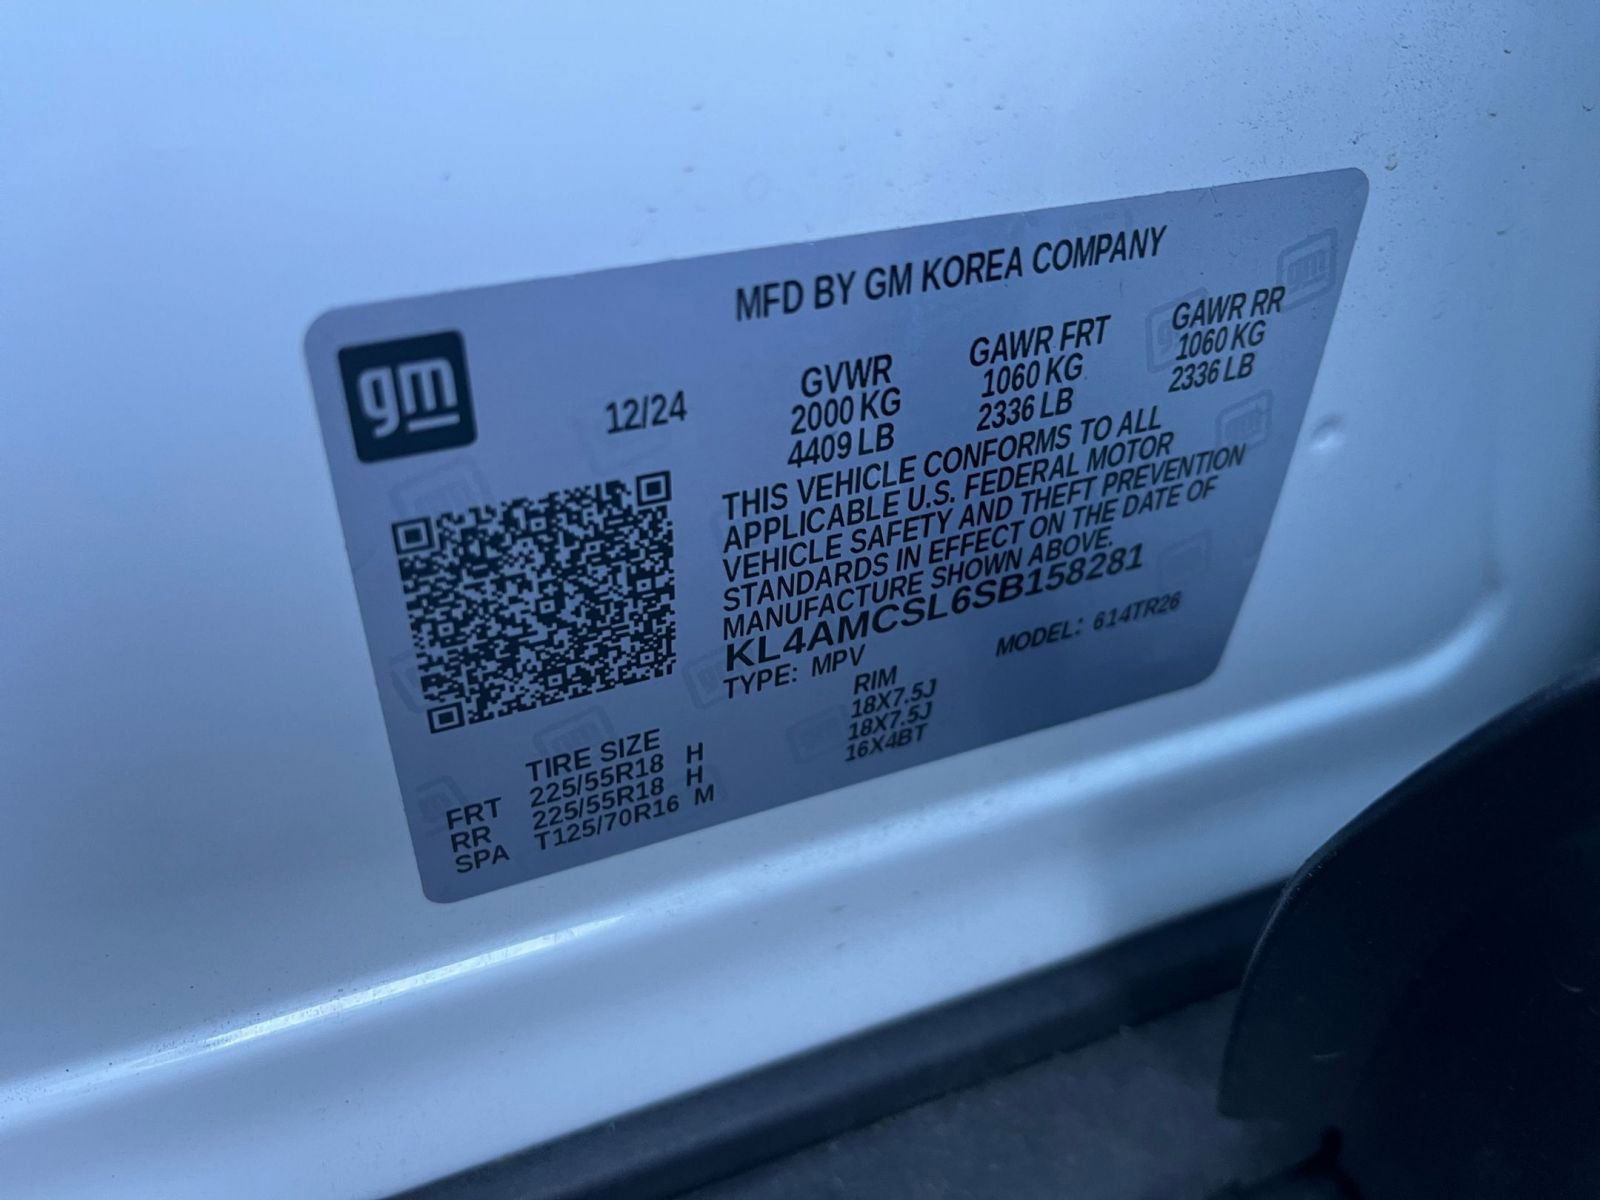 MFD BY GM KOREA COMPANY
gm
12/24
GVWR GAWR FRT GAWR RR
2000 KG 1060 KG 1060 KG
4409 LB 2336 LB 2336 LB
THIS VEHICLE CONFORMS TO ALL
APPLICABLE U.S. FEDERAL MOTOR
VEHICLE SAFETY AND THEFT PREVENTION
STANDARDS IN EFFECT ON THE DATE OF
MANUFACTURE SHOWN ABOVE.
KL4AMCSL6SB158281
TYPE: MPV MODEL: 614TR26
TIRE SIZE RIM
FRT 225/55R18 H 18X7.5J
RR 225/55R18 H 18X7.5J
SPA T125/70R16 M 16X4BT